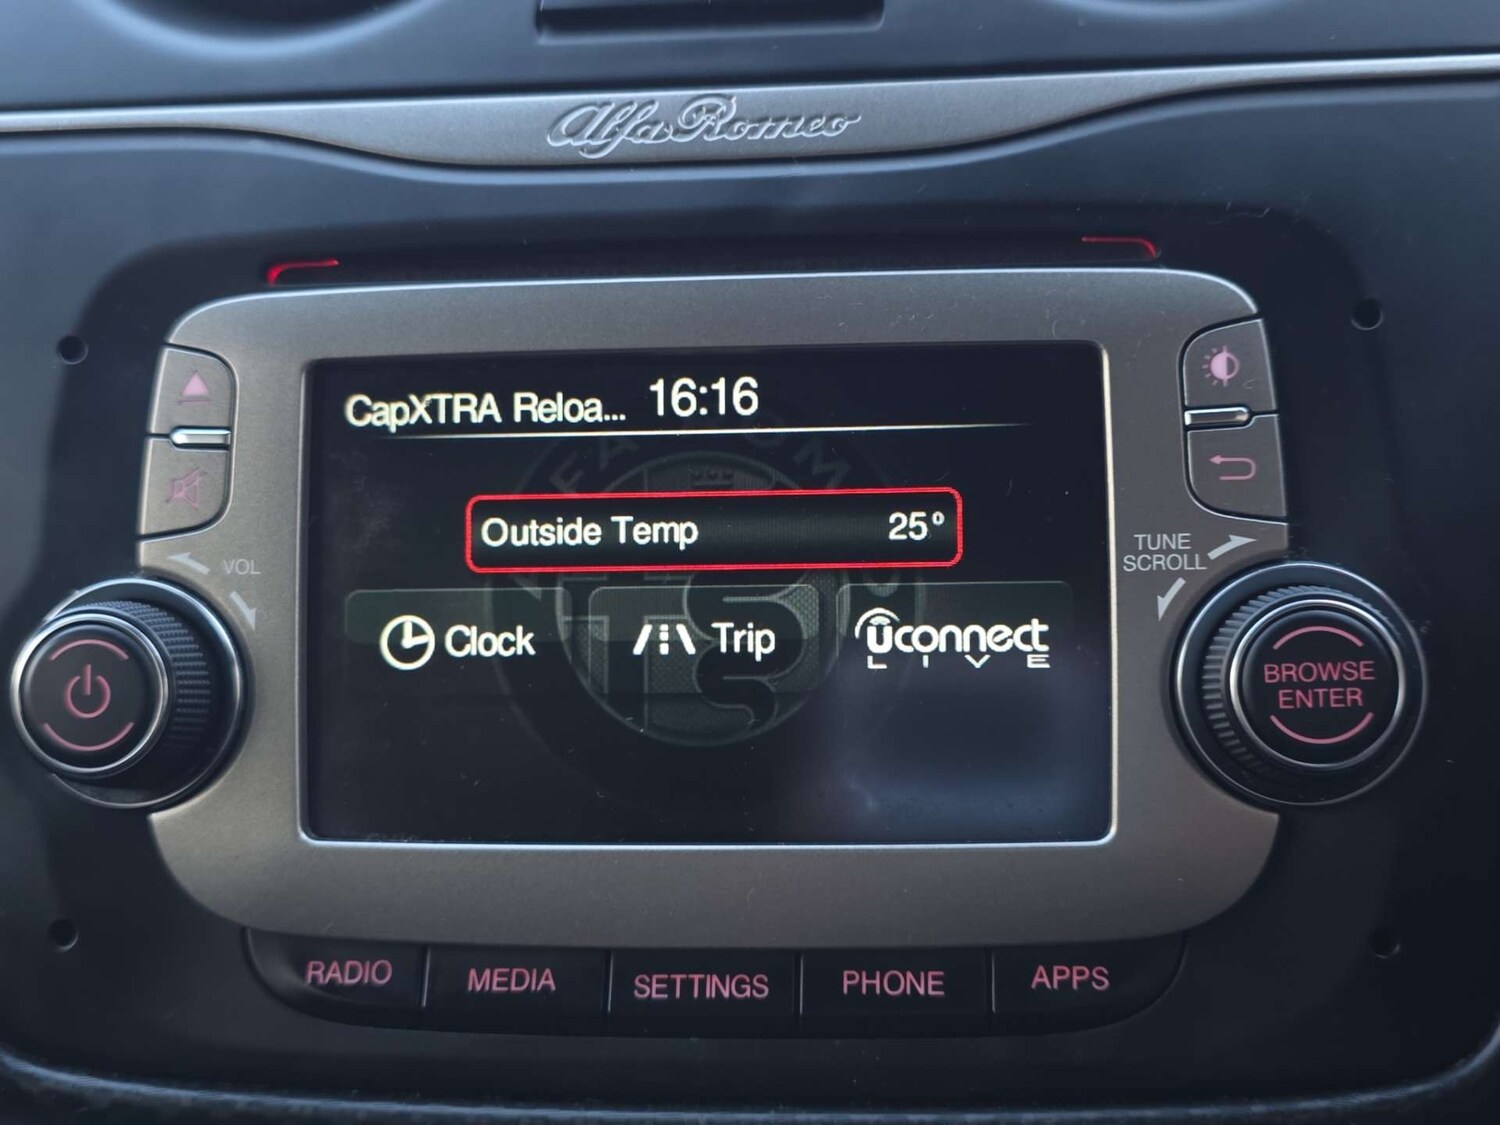 Alfa Romeo
CapXTRA Reloa... 16:16
Outside Temp 25°
Clock
Trip
Uconnect
LIVE
VOL
TUNE
SCROLL
BROWSE
ENTER
RADIO
MEDIA
SETTINGS
PHONE
APPS